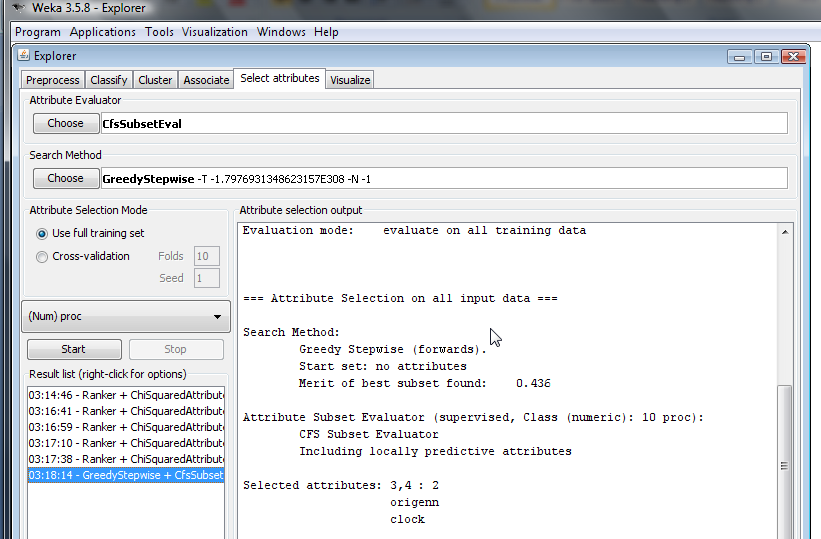 Weka 3.5.8 - Explorer
Program Applications Tools Visualization Windows Help
Explorer
Preprocess Classify Cluster Associate Select attributes Visualize
Attribute Evaluator
Choose CfsSubsetEval
Search Method
Choose GreedyStepwise -T -1.7976931348623157E308 -N -1
Attribute Selection Mode
Use full training set
Cross-validation Folds 10
Seed 1
(Num) proc
Start Stop
Result list (right-click for options)
03:14:46 - Ranker + ChiSquaredAttribute
03:16:41 - Ranker + ChiSquaredAttribute
03:16:59 - Ranker + ChiSquaredAttribute
03:17:10 - Ranker + ChiSquaredAttribute
03:17:38 - Ranker + ChiSquaredAttribute
03:18:14 - GreedyStepwise + CfsSubset
Attribute selection output
Evaluation mode: evaluate on all training data
=== Attribute Selection on all input data ===
Search Method:
Greedy Stepwise (forwards).
Start set: no attributes
Merit of best subset found: 0.436
Attribute Subset Evaluator (supervised, Class (numeric): 10 proc):
CFS Subset Evaluator
Including locally predictive attributes
Selected attributes: 3,4 : 2
origenn
clock